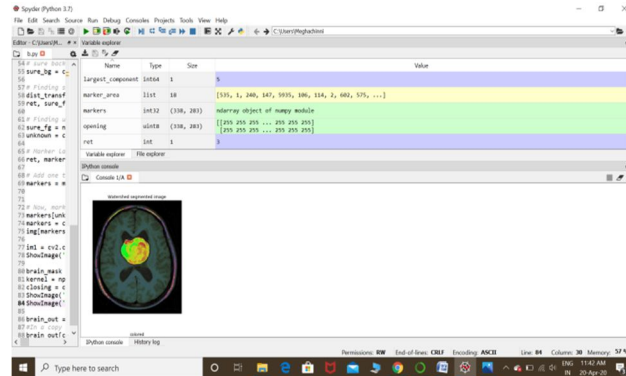 Spyder (Python 3.7)
File Edit Search Source Run Debug Consoles Projects Tools View Help
C:\Users\Meghashinni
Editor - C:\Users\M... Variable explorer
b.py
Name Type Size Value
54 # sure back
55 sure_bg = c
56
57 # Finding s
58 dist_transf
59 ret, sure_f
60
61 # Finding u
62 sure_fg = n
63 unknown = c
64
65 # Marker la
66 ret, marker
67
68 # Add one t
69 markers = m
70
71
72 # Now, mark
73 markers[unk
74 markers = c
75 img[markers
76
77 im1 = cv2.c
78 ShowImage('
79
80 brain_mask
81 kernel = np
82 closing = c
83 ShowImage('
84 ShowImage('
85
86 brain_out =
87 #In a copy
88 brain_out[c
largest_component int64 1 5
marker_area list 18 [535, 1, 240, 147, 5935, 106, 114, 2, 602, 575, ...]
markers int32 (338, 283) ndarray object of numpy module
opening uint8 (338, 283) [[255 255 255 ... 255 255 255]
[255 255 255 ... 255 255 255]
ret int 1 3
Variable explorer File explorer
IPython console
Console 1/A
Watershed segmented image
colored
IPython console History log
Permissions: RW End-of-lines: CRLF Encoding: ASCII Line: 84 Column: 30 Memory: 57 %
Type here to search
ENG 11:42 AM
IN 20-Apr-20